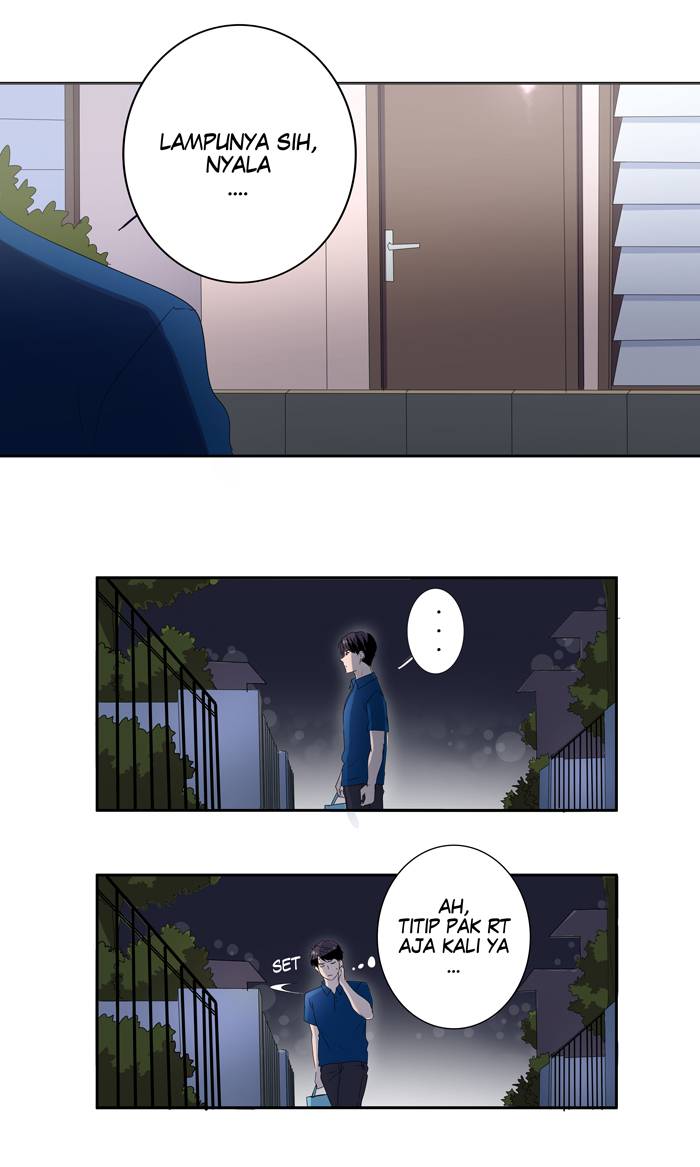 LAMPUNYA SIH,
NYALA
....
...
AH,
TITIP PAK RT
AJA KALI YA
...
SET